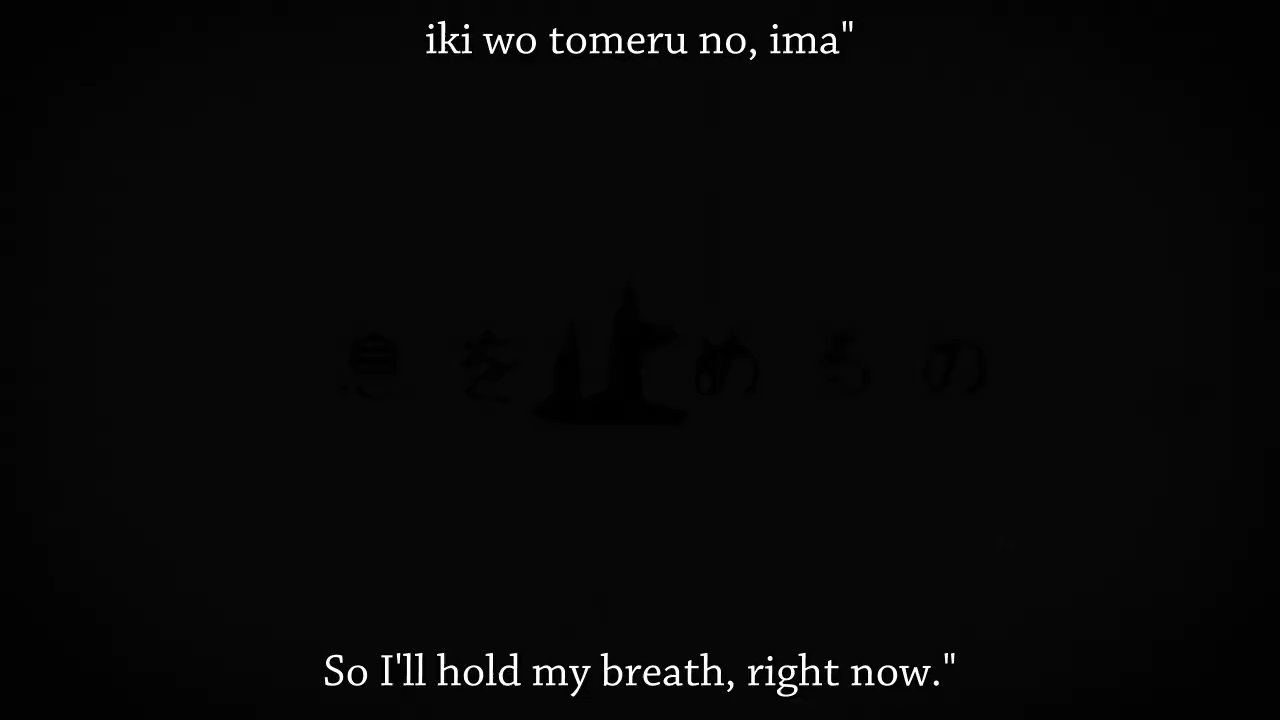 iki wo tomeru no, ima"
息を止めるの
So I'll hold my breath, right now."